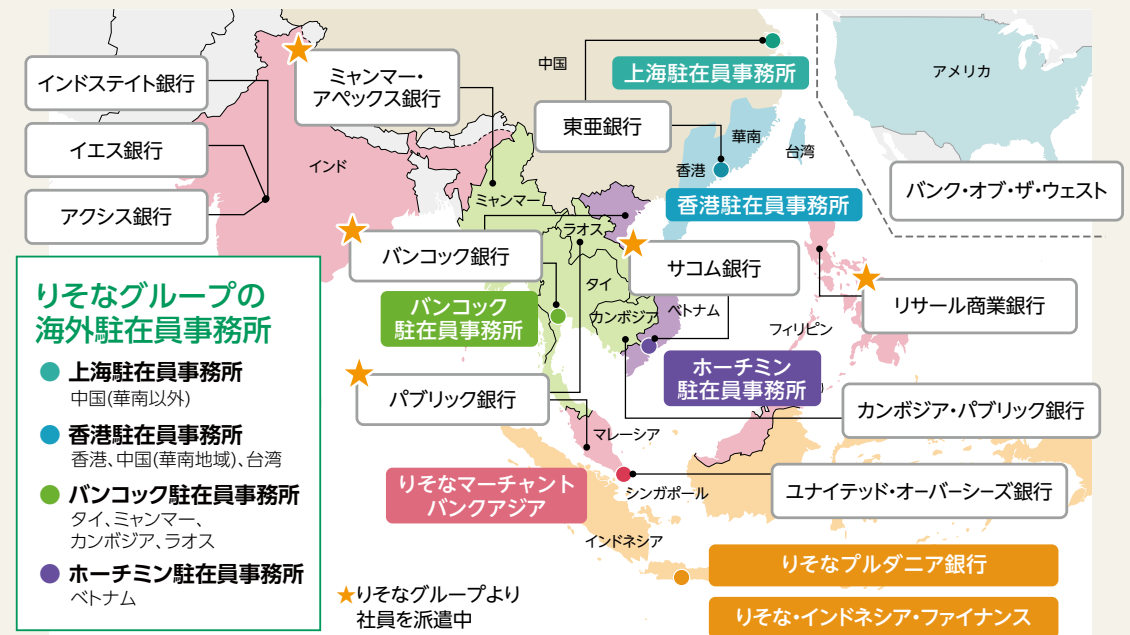 インドステイト銀行
イエス銀行
アクシス銀行
ミャンマー・
アペックス銀行
中国
上海駐在員事務所
東亜銀行
華南
香港
台湾
香港駐在員事務所
アメリカ
バンク・オブ・ザ・ウェスト
インド
ミャンマー
ラオス
タイ
カンボジア
ベトナム
バンコック銀行
サコム銀行
バンコック
駐在員事務所
ホーチミン
駐在員事務所
フィリピン
リサール商業銀行
パブリック銀行
カンボジア・パブリック銀行
マレーシア
りそなマーチャント
バンクアジア
シンガポール
ユナイテッド・オーバーシーズ銀行
インドネシア
りそなプルダニア銀行
りそな・インドネシア・ファイナンス
りそなグループの
海外駐在員事務所
上海駐在員事務所
中国(華南以外)
香港駐在員事務所
香港、中国(華南地域)、台湾
バンコック駐在員事務所
タイ、ミャンマー、
カンボジア、ラオス
ホーチミン駐在員事務所
ベトナム
★りそなグループより
社員を派遣中